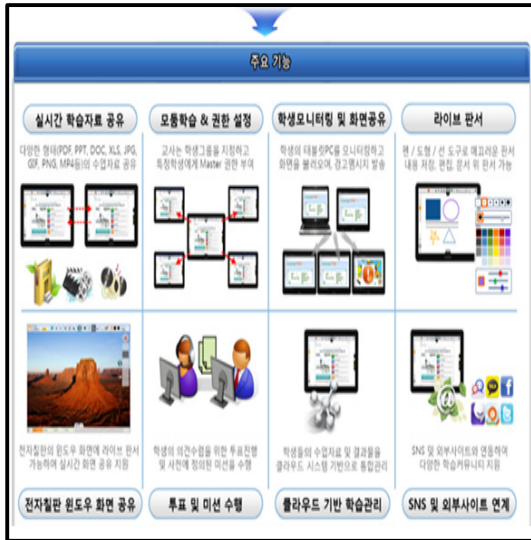 주요 기능
실시간 학습자료 공유
다양한 형태(PDF, PPT, DOC, XLS, JPG,
GIF, PNG, MP4등)의 수업자료 공유
모둠학습 & 권한 설정
교사는 학생그룹을 지정하고
특정학생에게 Master 권한 부여
학생모니터링 및 화면공유
학생의 태블릿PC를 모니터링하고
화면을 불러오며, 경고메시지 발송
라이브 판서
펜 / 도형 / 선 도구로 매끄러운 판서
내용 저장, 편집, 문서 위 판서 가능
전자칠판의 윈도우 화면에 라이브 판서
가능하여 실시간 화면 공유 지원
전자칠판 윈도우 화면 공유
학생의 의견수렴을 위한 투표진행
및 사전에 정의된 미션을 수행
투표 및 미션 수행
학생들의 수업자료 및 결과물을
클라우드 시스템 기반으로 통합관리
클라우드 기반 학습관리
SNS 및 외부사이트와 연동하여
다양한 학습커뮤니티 지원
SNS 및 외부사이트 연계